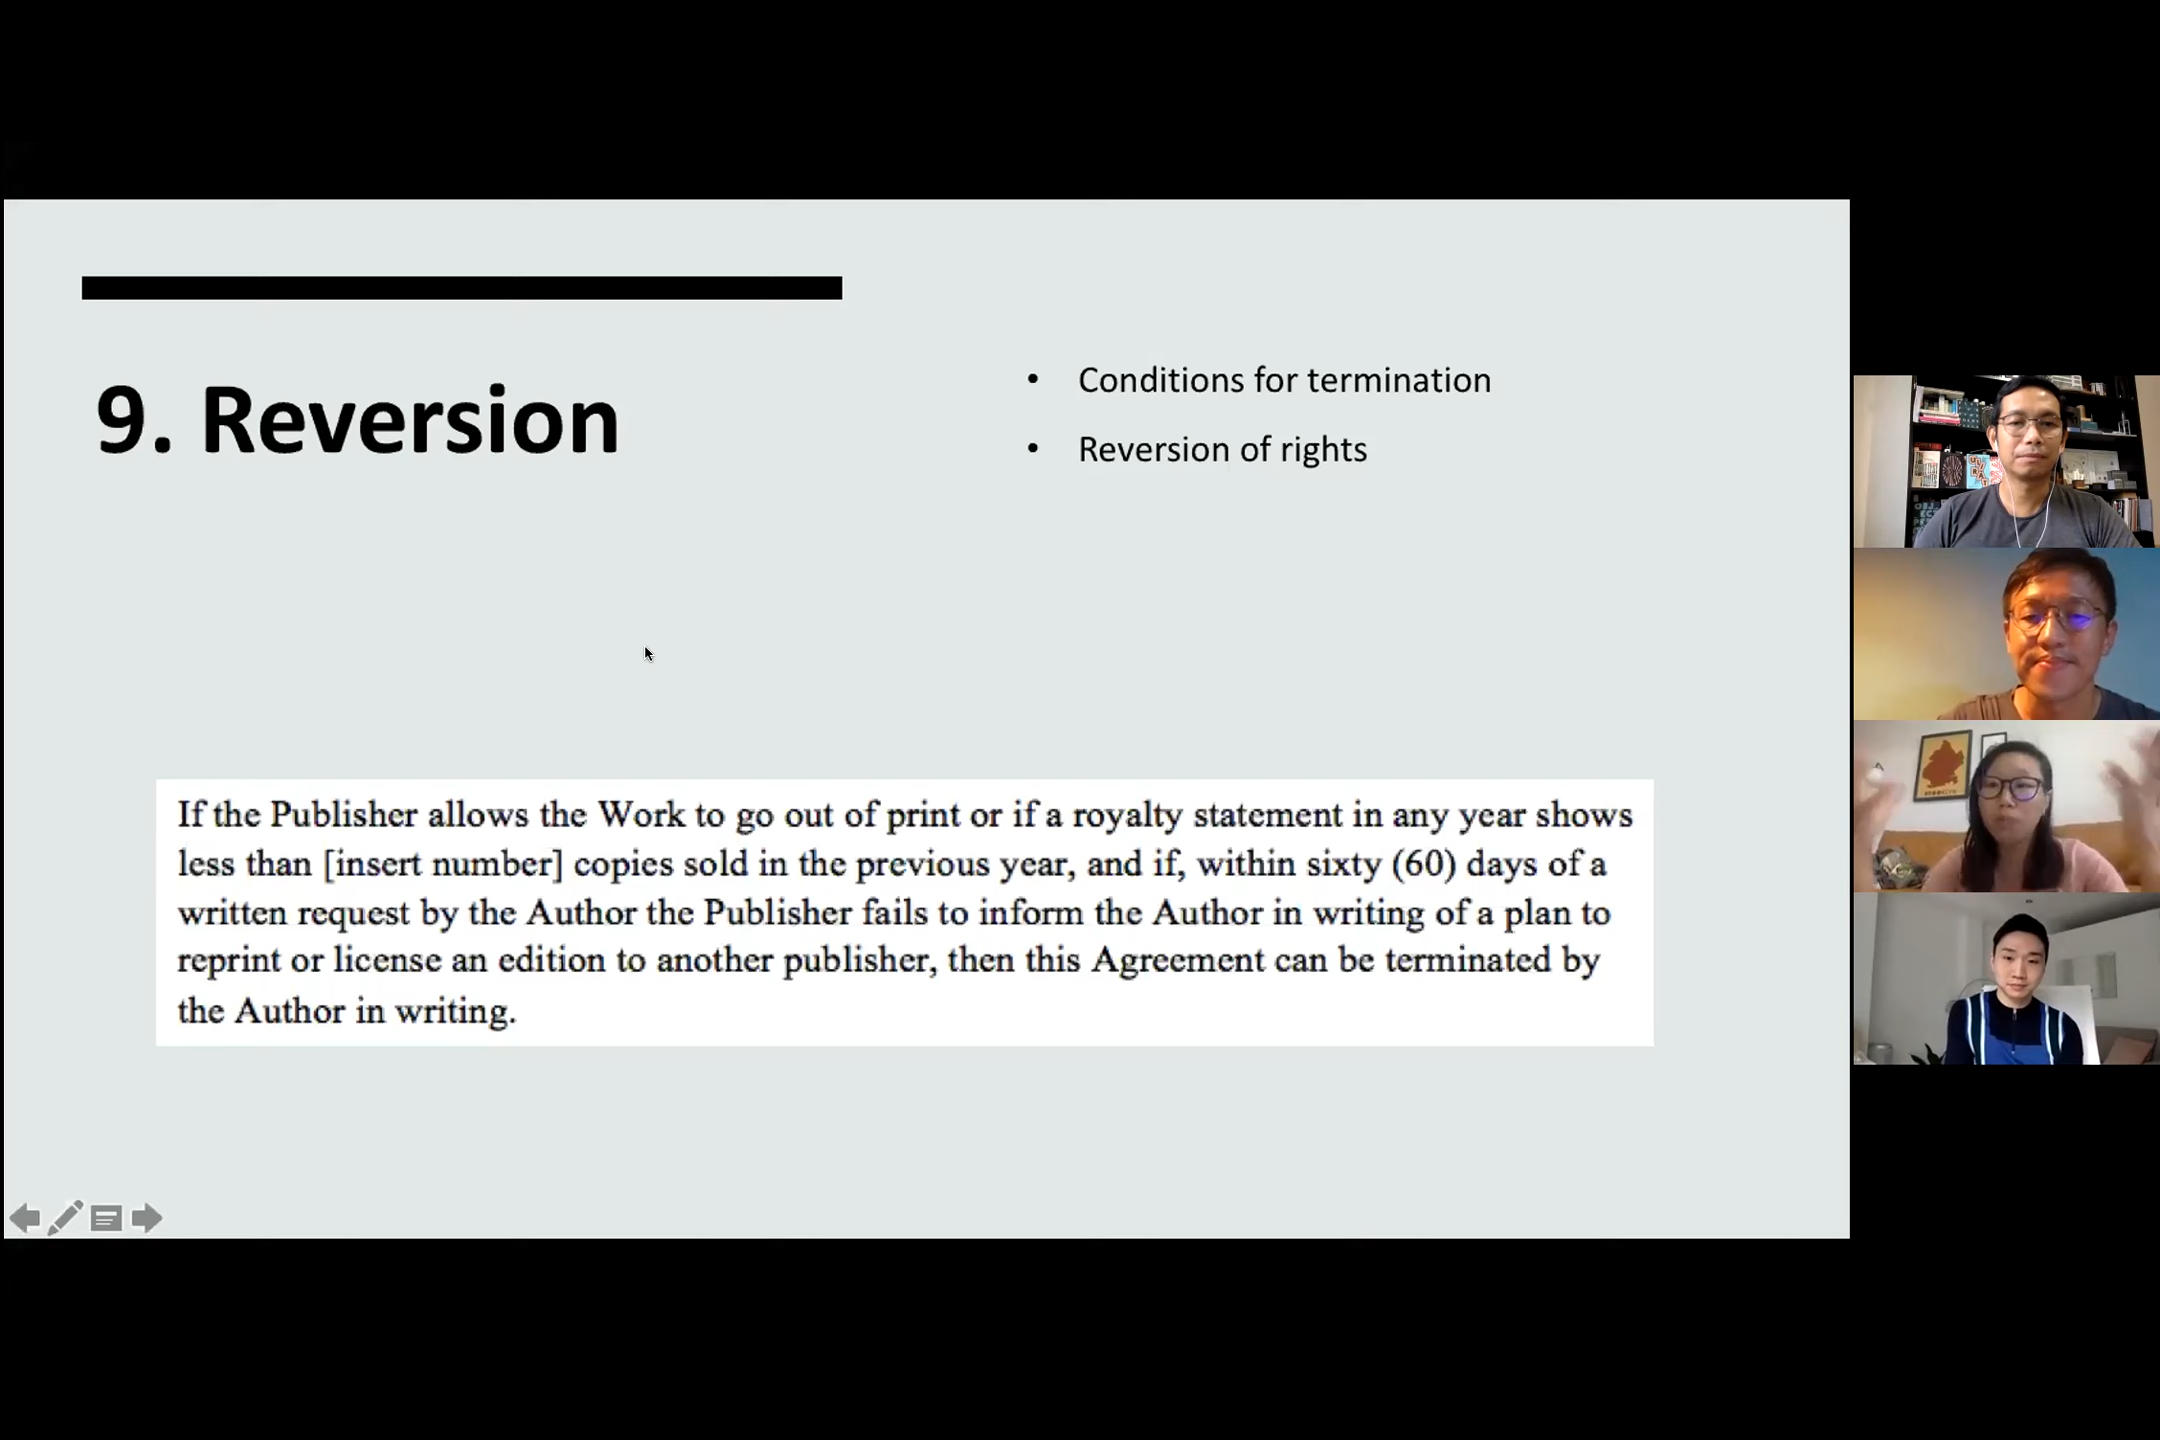 9. Reversion
• Conditions for termination
• Reversion of rights
If the Publisher allows the Work to go out of print or if a royalty statement in any year shows
less than [insert number] copies sold in the previous year, and if, within sixty (60) days of a
written request by the Author the Publisher fails to inform the Author in writing of a plan to
reprint or license an edition to another publisher, then this Agreement can be terminated by
the Author in writing.
BROOKLYN